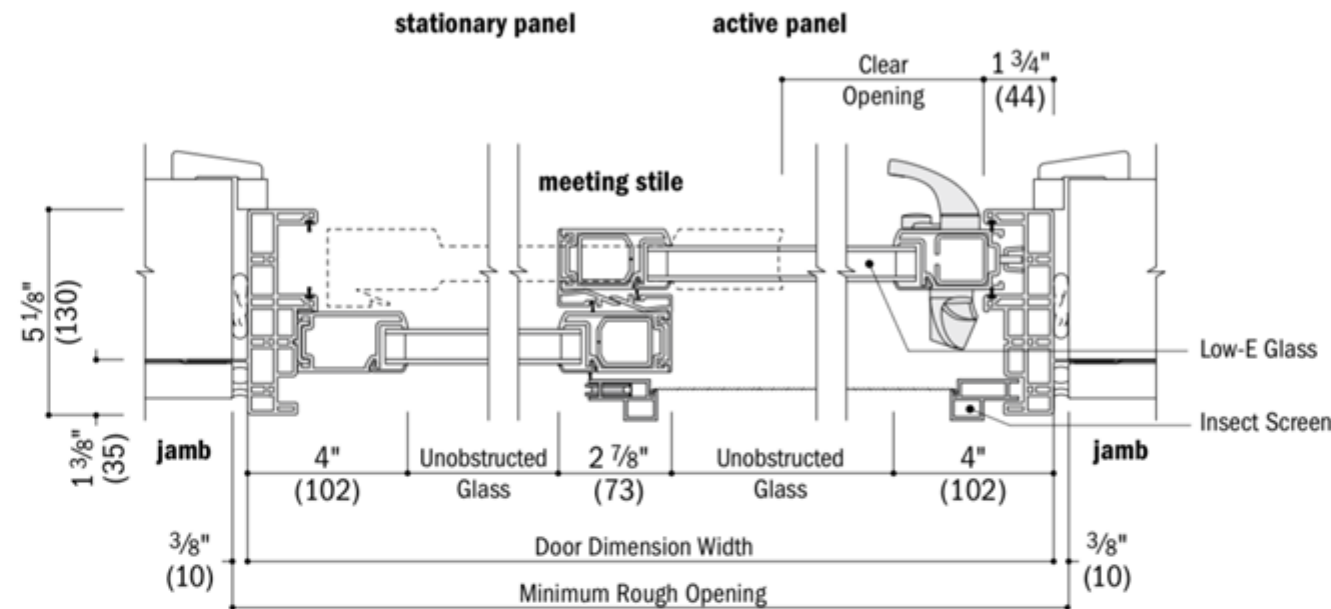 stationary panel
active panel
Clear
Opening
1 3/4"
(44)
meeting stile
5 1/8"
(130)
Low-E Glass
Insect Screen
1 3/8"
(35)
jamb
4"
(102)
Unobstructed
Glass
2 7/8"
(73)
Unobstructed
Glass
4"
(102)
jamb
3/8"
(10)
Door Dimension Width
3/8"
(10)
Minimum Rough Opening